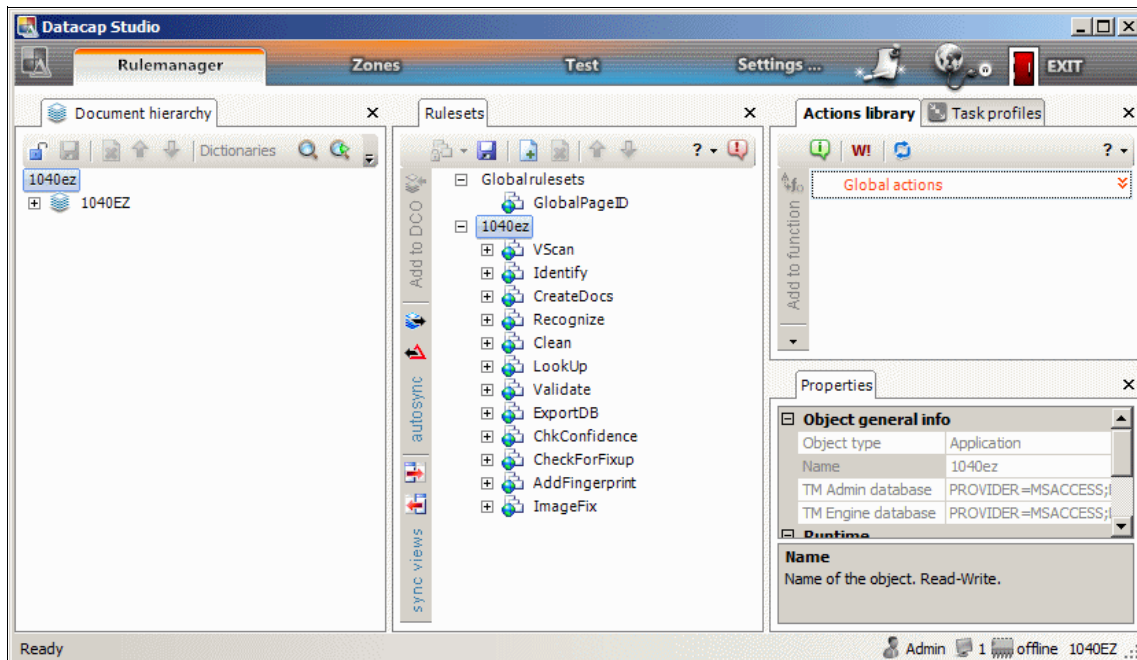 Datacap Studio
Rulemanager
Zones
Test
Settings ...
EXIT
Document hierarchy
Dictionaries
1040ez
1040EZ
Rulesets
Add to DCO
autosync
sync views
Globalrulesets
GlobalPageID
1040ez
VScan
Identify
CreateDocs
Recognize
Clean
LookUp
Validate
ExportDB
ChkConfidence
CheckForFixup
AddFingerprint
ImageFix
Actions library
Task profiles
W!
Global actions
Add to function
Properties
Object general info
Object type Application
Name 1040ez
TM Admin database PROVIDER=MSACCESS;
TM Engine database PROVIDER=MSACCESS;
Runtime
Name
Name of the object. Read-Write.
Ready
Admin 1 offline 1040EZ